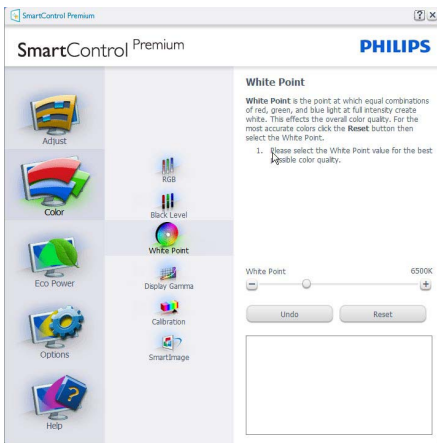 SmartControl Premium
SmartControl Premium
PHILIPS
Adjust
Color
Eco Power
Options
Help
RGB
Black Level
White Point
Display Gamma
Calibration
SmartImage
White Point
White Point is the point at which equal combinations
of red, green, and blue light at full intensity create
white. This effects the overall color quality. For the
most accurate colors click the Reset button then
select the White Point.
1. Please select the White Point value for the best
possible color quality.
White Point 6500K
Undo Reset